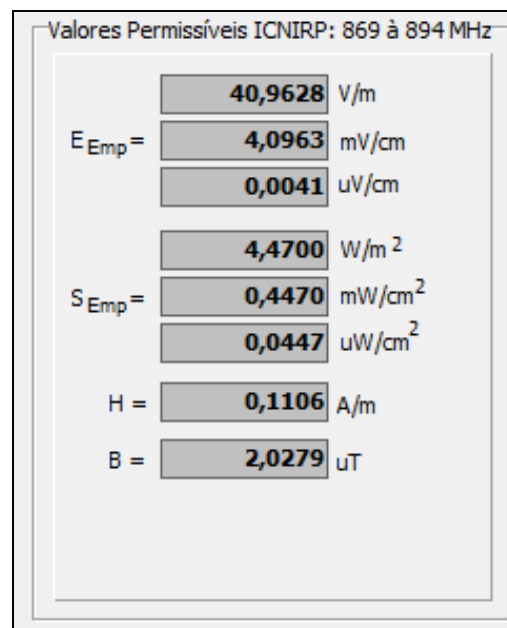 Valores Permissíveis ICNIRP: 869 à 894 MHz
40,9628 V/m
E Emp = 4,0963 mV/cm
0,0041 uV/cm
4,4700 W/m 2
S Emp = 0,4470 mW/cm2
0,0447 uW/cm2
H = 0,1106 A/m
B = 2,0279 uT